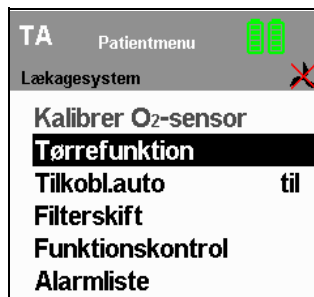 TA Patientmenu
Lækagesystem
Kalibrer O₂-sensor
Tørrefunktion
Tilkobl.auto til
Filterskift
Funktionskontrol
Alarmliste